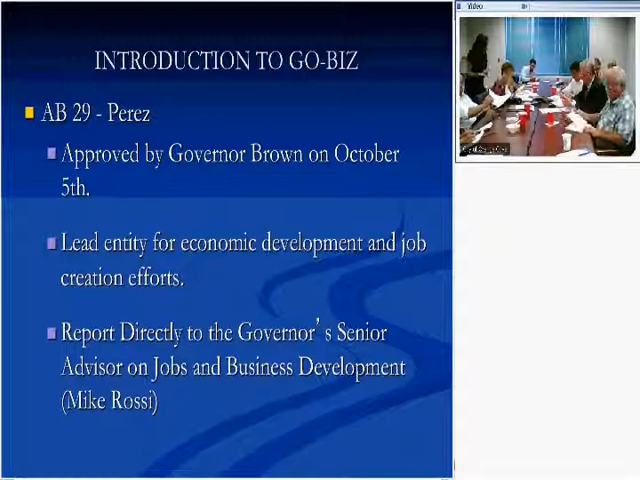 Video
INTRODUCTION TO GO-BIZ
AB 29 - Perez
Approved by Governor Brown on October
5th.
Lead entity for economic development and job
creation efforts.
Report Directly to the Governor’s Senior
Advisor on Jobs and Business Development
(Mike Rossi)